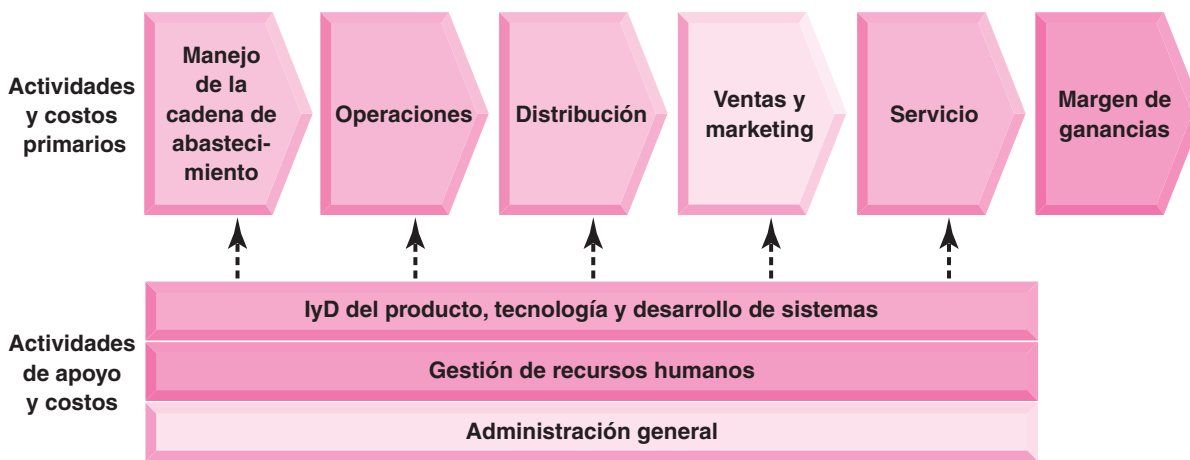 Actividades
y costos
primarios
Manejo
de la
cadena de
abasteci-
miento
Operaciones
Distribución
Ventas y
marketing
Servicio
Margen de
ganancias
Actividades
de apoyo
y costos
IyD del producto, tecnología y desarrollo de sistemas
Gestión de recursos humanos
Administración general